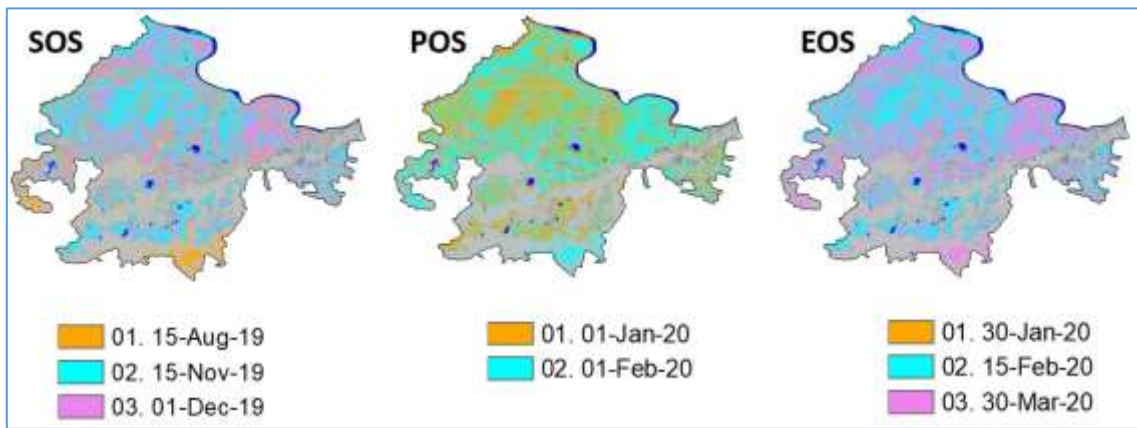 SOS
POS
EOS
01. 15-Aug-19
02. 15-Nov-19
03. 01-Dec-19
01. 01-Jan-20
02. 01-Feb-20
01. 30-Jan-20
02. 15-Feb-20
03. 30-Mar-20